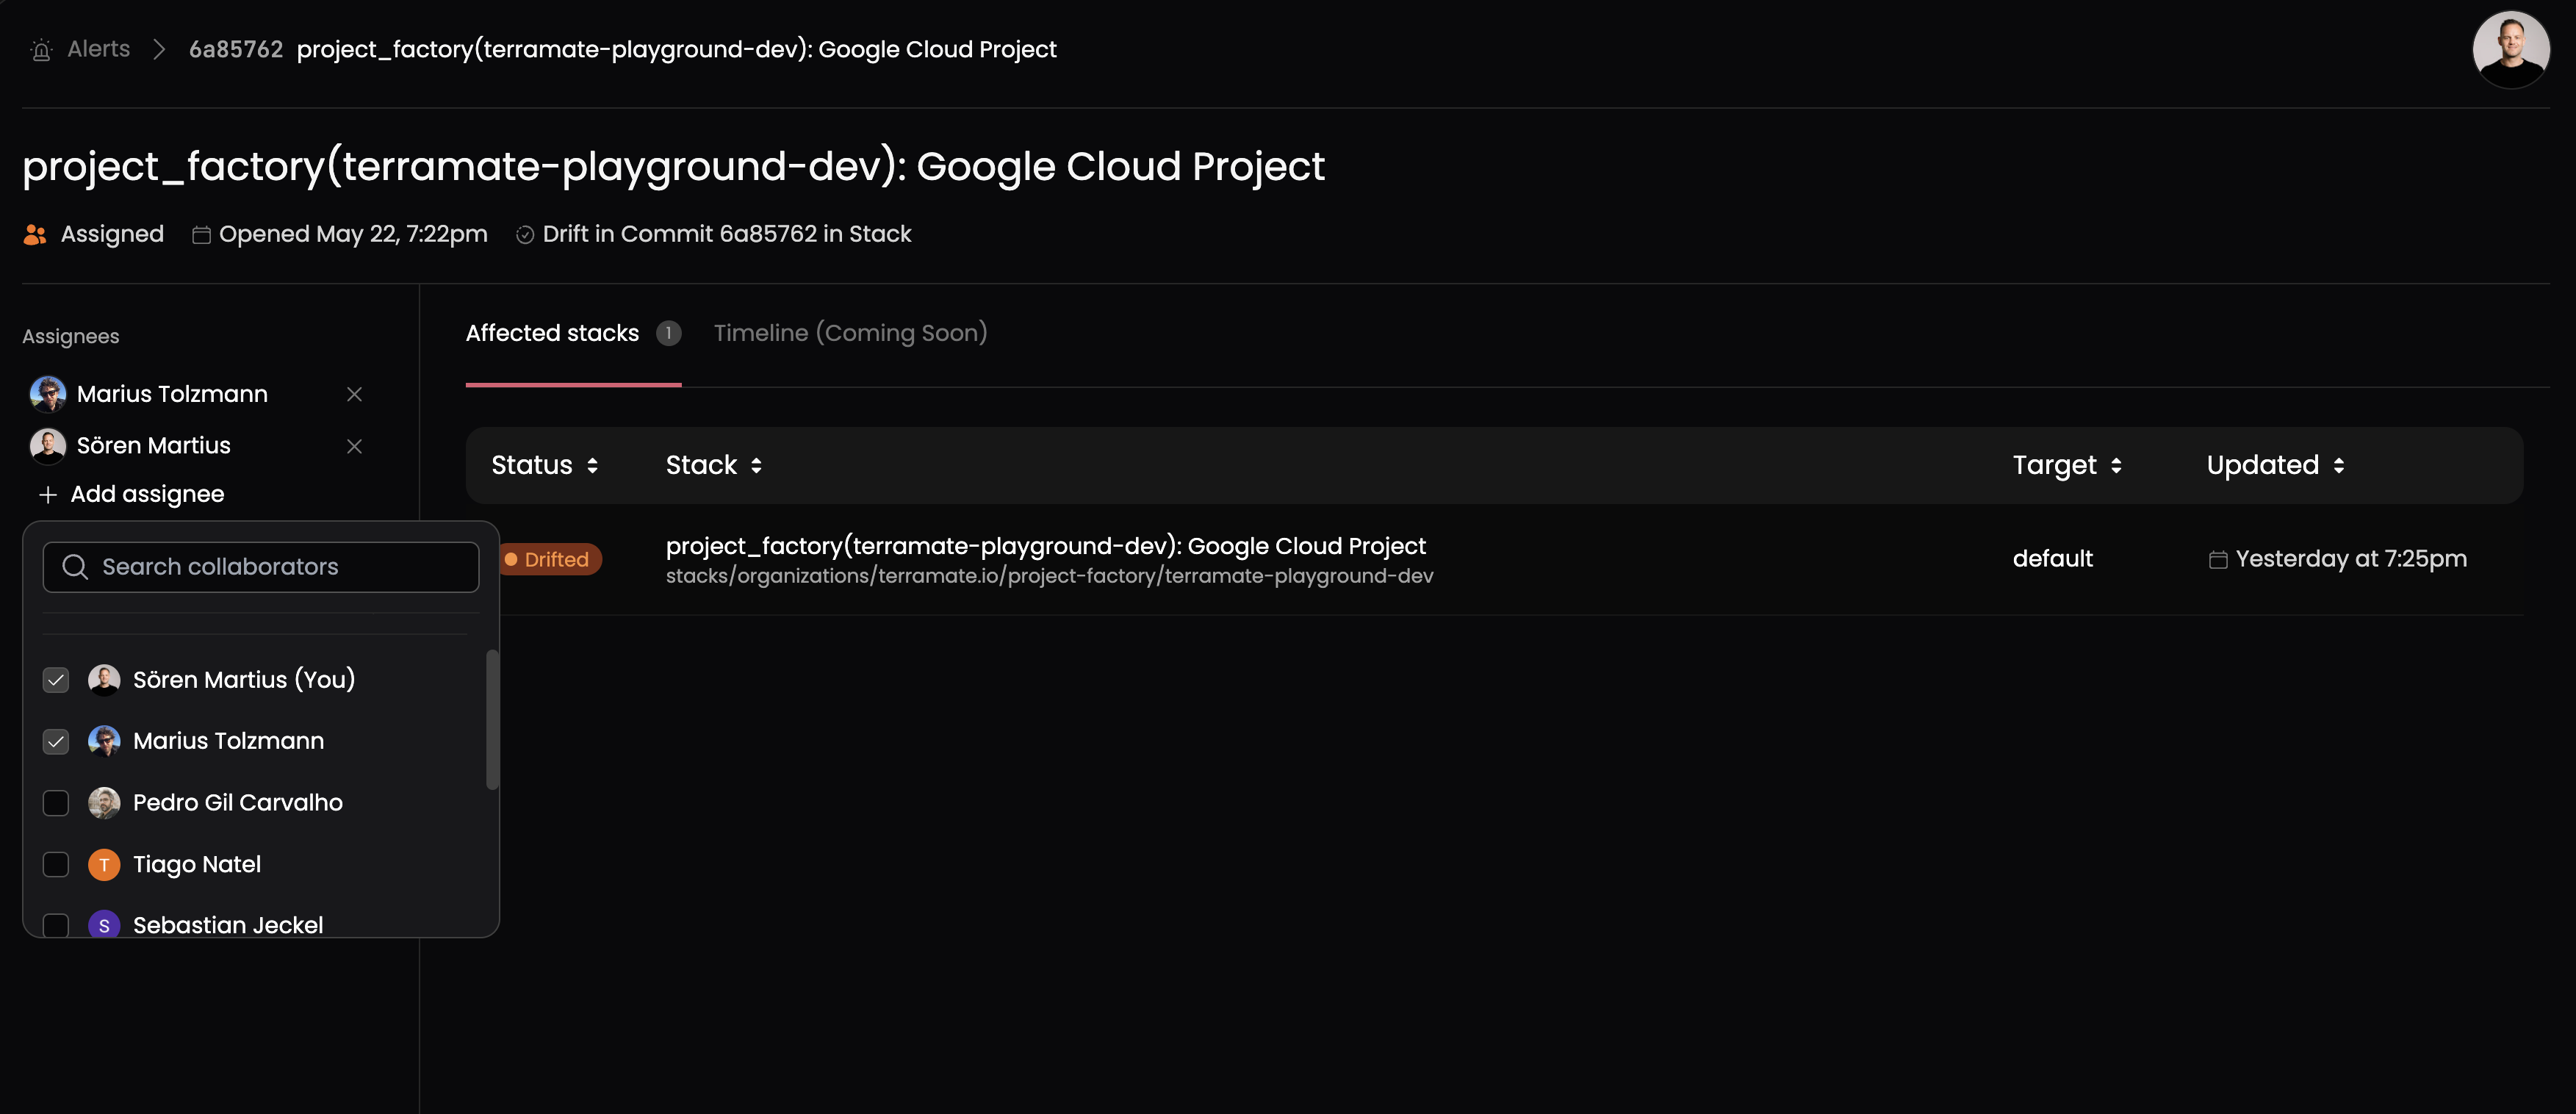 Alerts 6a85762 project_factory(terramate-playground-dev): Google Cloud Project
project_factory(terramate-playground-dev): Google Cloud Project
Assigned Opened May 22, 7:22pm Drift in Commit 6a85762 in Stack
Assignees
Marius Tolzmann
Sören Martius
Add assignee
Search collaborators
Sören Martius (You)
Marius Tolzmann
Pedro Gil Carvalho
T Tiago Natel
S Sebastian Jeckel
Affected stacks 1 Timeline (Coming Soon)
Status Stack Target Updated
Drifted project_factory(terramate-playground-dev): Google Cloud Project default Yesterday at 7:25pm
stacks/organizations/terramate.io/project-factory/terramate-playground-dev